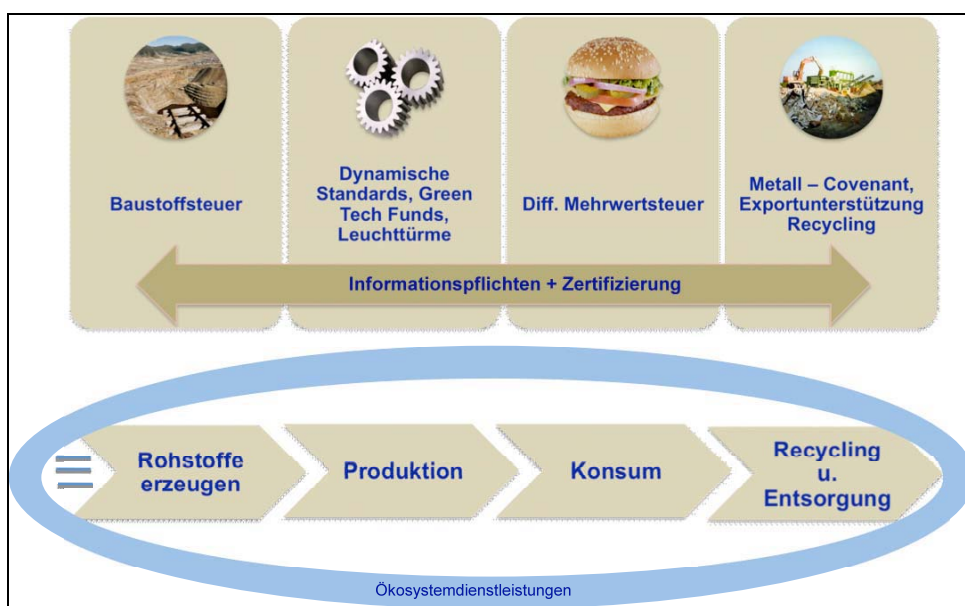 Baustoffsteuer
Dynamische
Standards, Green
Tech Funds,
Leuchttürme
Diff. Mehrwertsteuer
Metall – Covenant,
Exportunterstützung
Recycling
Informationspflichten + Zertifizierung
Rohstoffe
erzeugen
Produktion
Konsum
Recycling
u.
Entsorgung
Ökosystemdienstleistungen